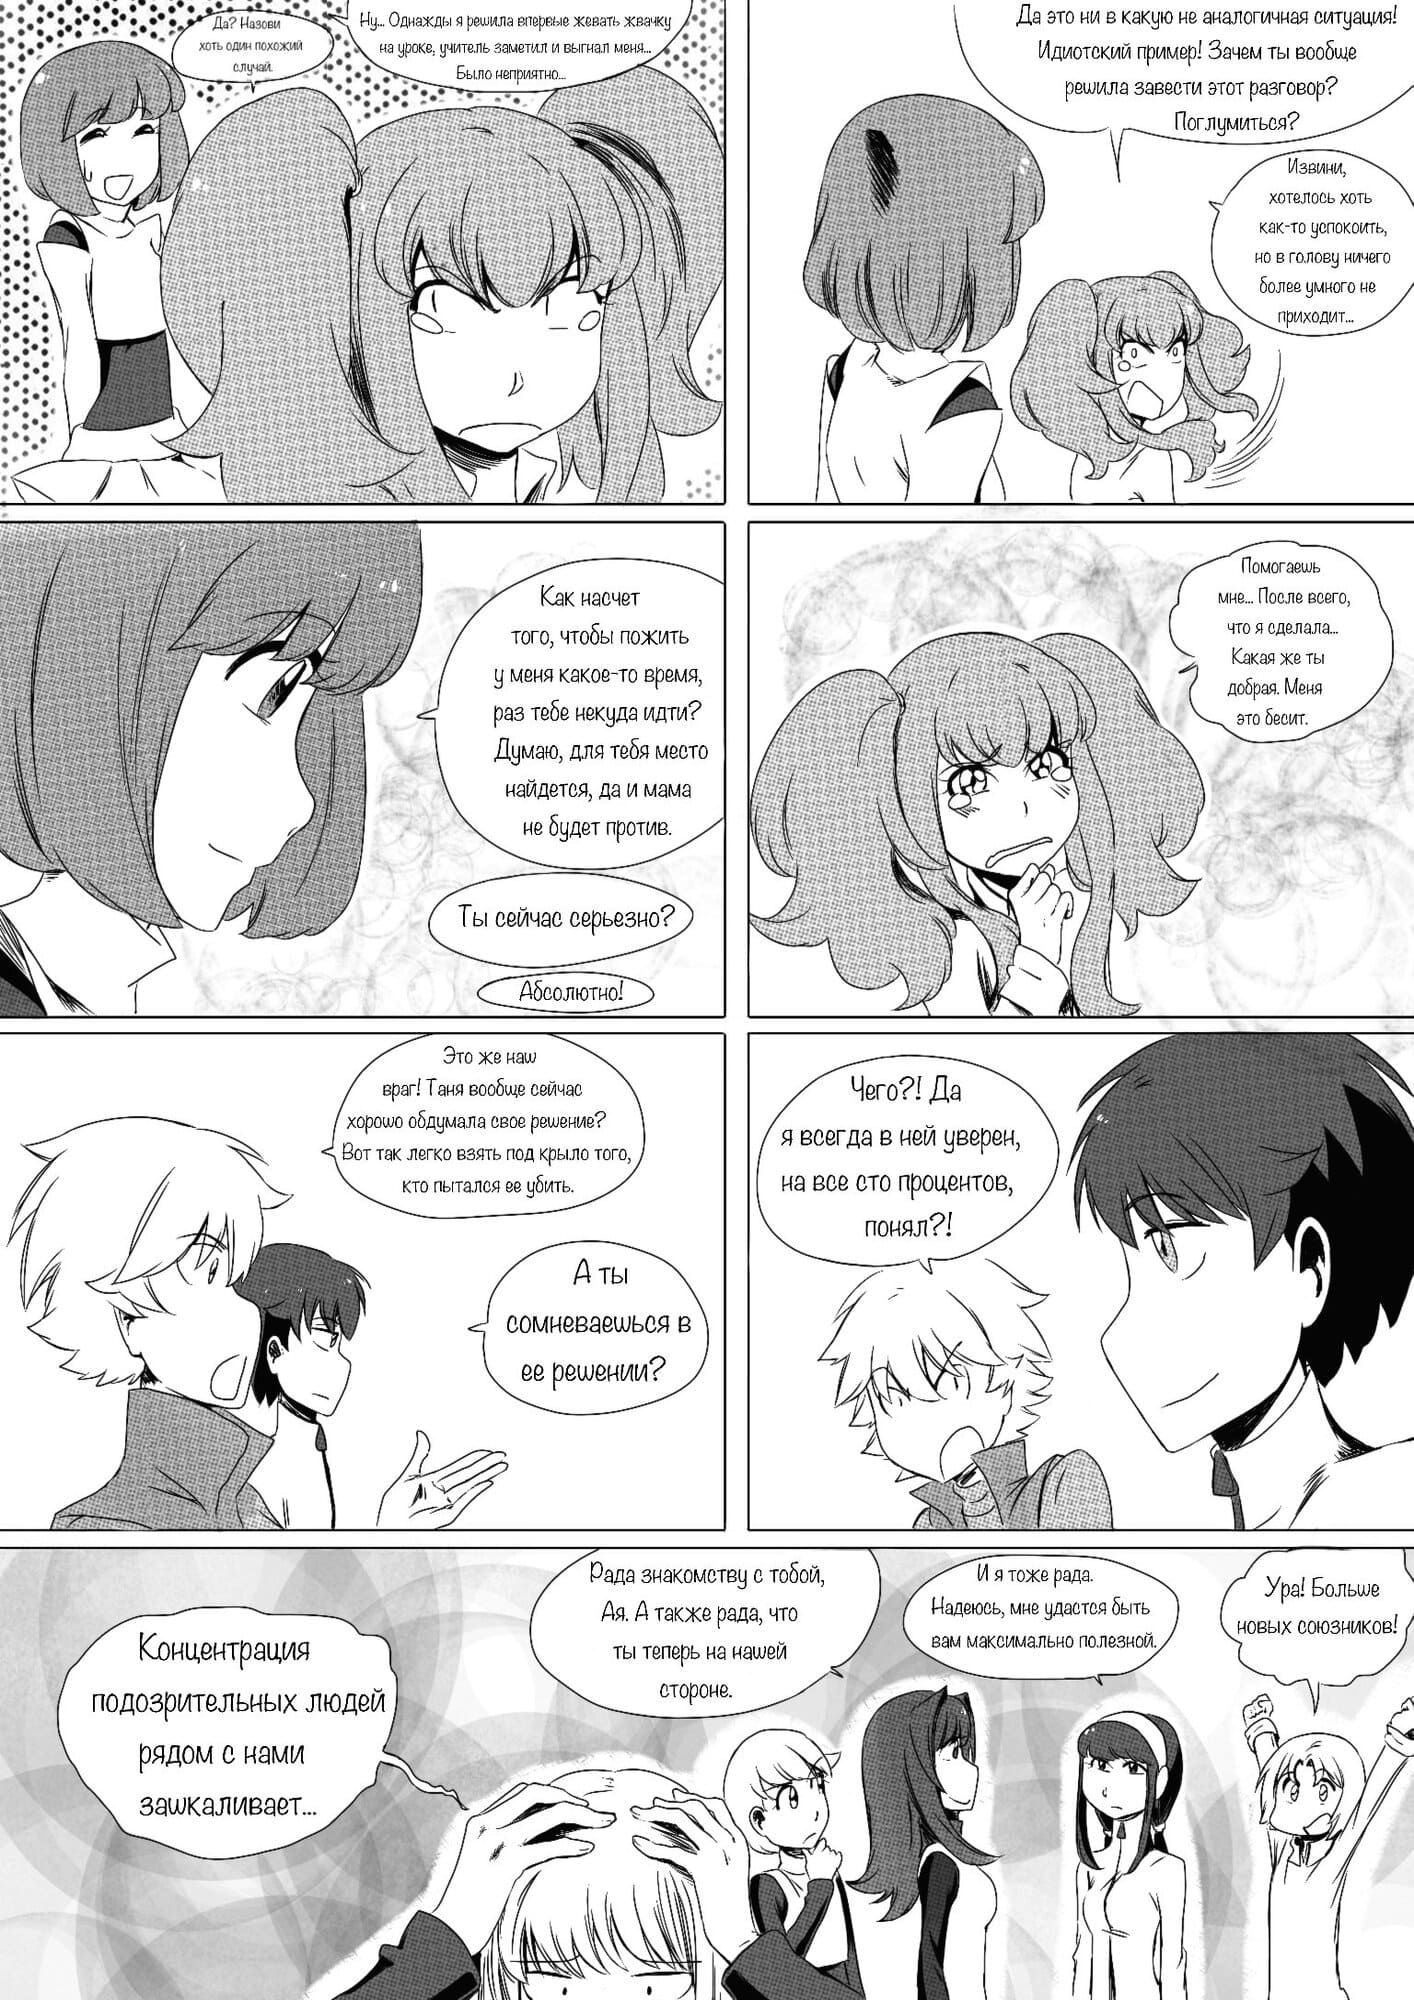 Да? Назови
хоть один похожий
случай.
Ну... Однажды я решила впервые жевать жвачку
на уроке, учитель заметил и выгнал меня...
Было неприятно...
Да это ни в какую не аналогичная ситуация!
Идиотский пример! Зачем ты вообще
решила завести этот разговор?
Поглумиться?
Извини,
хотелось хоть
как-то успокоить,
но в голову ничего
более умного не
приходит...
Как насчет
того, чтобы пожить
у меня какое-то время,
раз тебе некуда идти?
Думаю, для тебя место
найдется, да и мама
не будет против.
Ты сейчас серьезно?
Абсолютно!
Помогаешь
мне... После всего,
что я сделала...
Какая же ты
добрая. Меня
это бесит.
Это же наш
враг! Таня вообще сейчас
хорошо обдумала свое решение?
Вот так легко взять под крыло того,
кто пытался ее убить.
А ты
сомневаешься в
ее решении?
Чего?! Да
я всегда в ней уверен,
на все сто процентов,
понял?!
Концентрация
подозрительных людей
рядом с нами
зашкаливает...
Рада знакомству с тобой,
Ая. А также рада, что
ты теперь на нашей
стороне.
И я тоже рада.
Надеюсь, мне удастся быть
вам максимально полезной.
Ура! Больше
новых союзников!